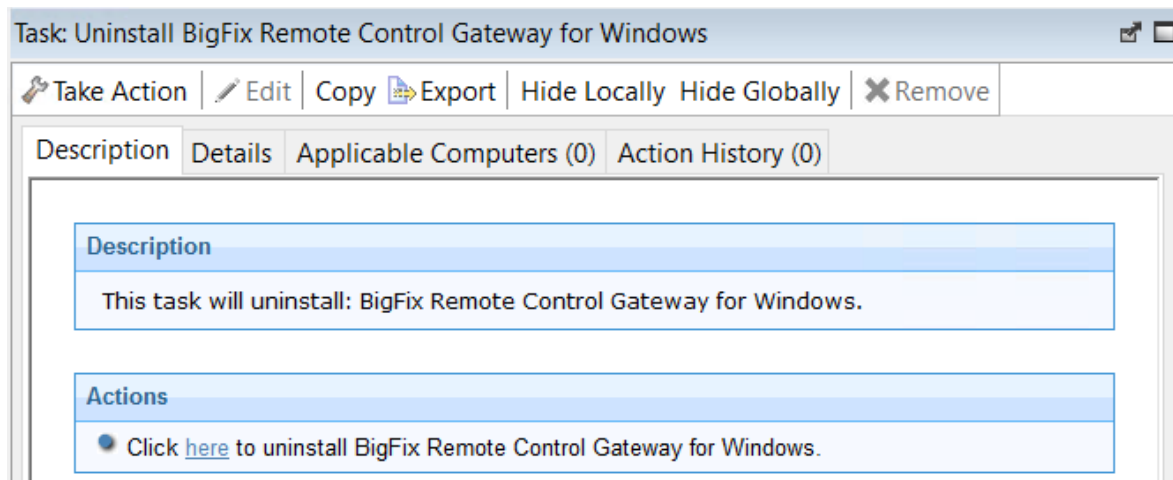 Task: Uninstall BigFix Remote Control Gateway for Windows
Take Action Edit Copy Export Hide Locally Hide Globally Remove
Description Details Applicable Computers (0) Action History (0)
Description
This task will uninstall: BigFix Remote Control Gateway for Windows.
Actions
Click here to uninstall BigFix Remote Control Gateway for Windows.